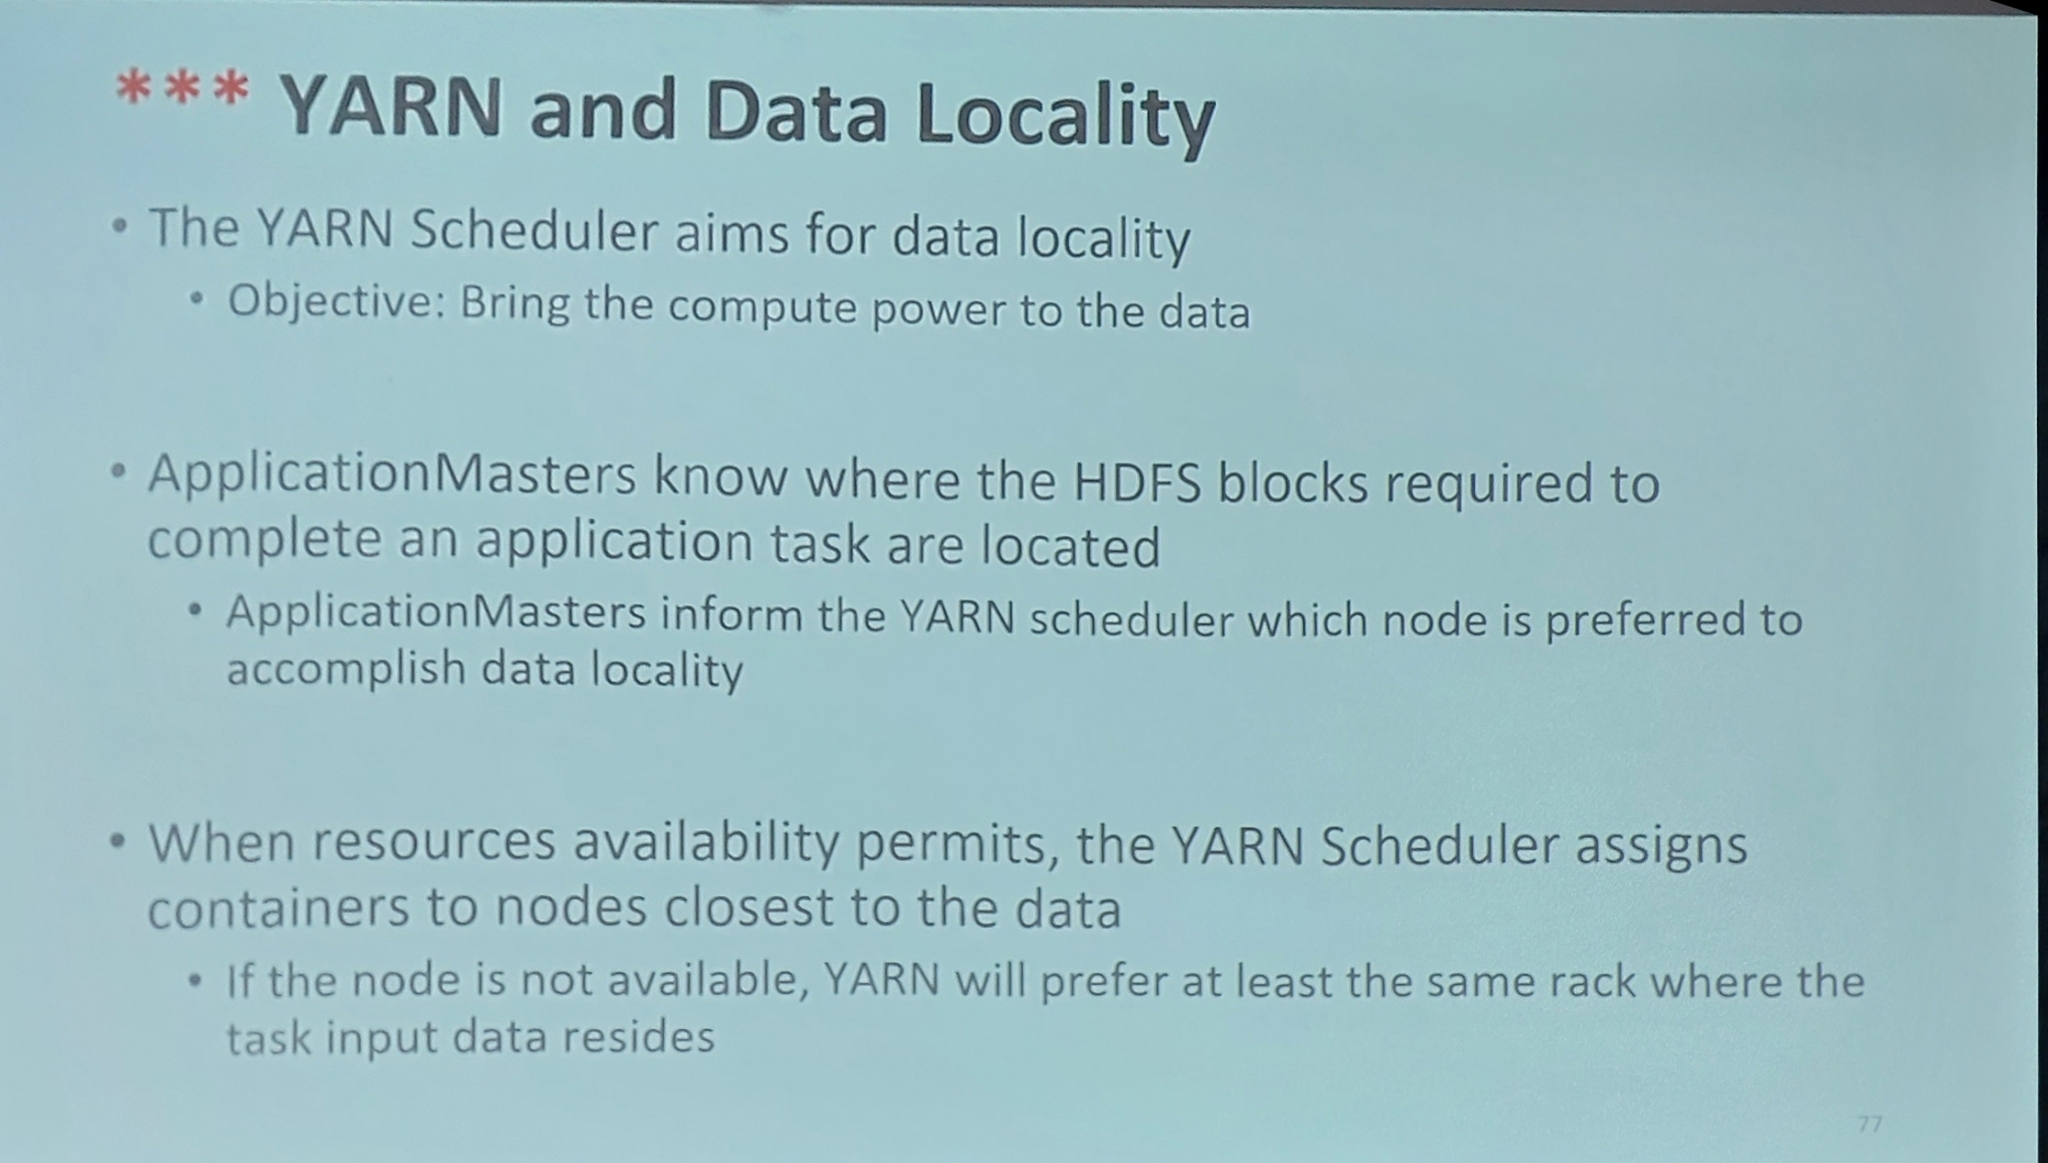 *** YARN and Data Locality
• The YARN Scheduler aims for data locality
• Objective: Bring the compute power to the data
• ApplicationMasters know where the HDFS blocks required to
complete an application task are located
• ApplicationMasters inform the YARN scheduler which node is preferred to
accomplish data locality
• When resources availability permits, the YARN Scheduler assigns
containers to nodes closest to the data
• If the node is not available, YARN will prefer at least the same rack where the
task input data resides
77